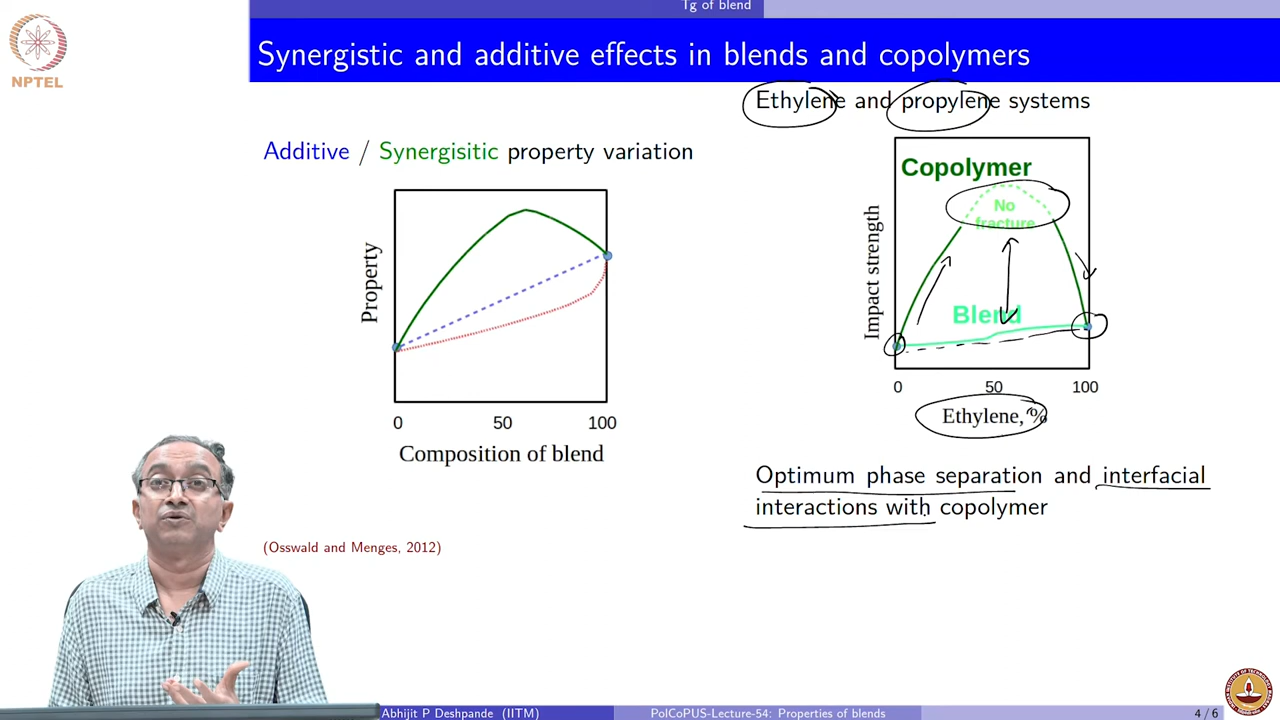 Tg of blend
Synergistic and additive effects in blends and copolymers
NPTEL
Ethylene and propylene systems
Additive / Synergisitic property variation
Property
0 50 100
Composition of blend
Copolymer
No
fracture
Blend
Impact strength
0 50 100
Ethylene, %
Optimum phase separation and interfacial
interactions with copolymer
(Osswald and Menges, 2012)
Abhijit P Deshpande (IITM) PolCoPUS-Lecture-54: Properties of blends 4 / 6